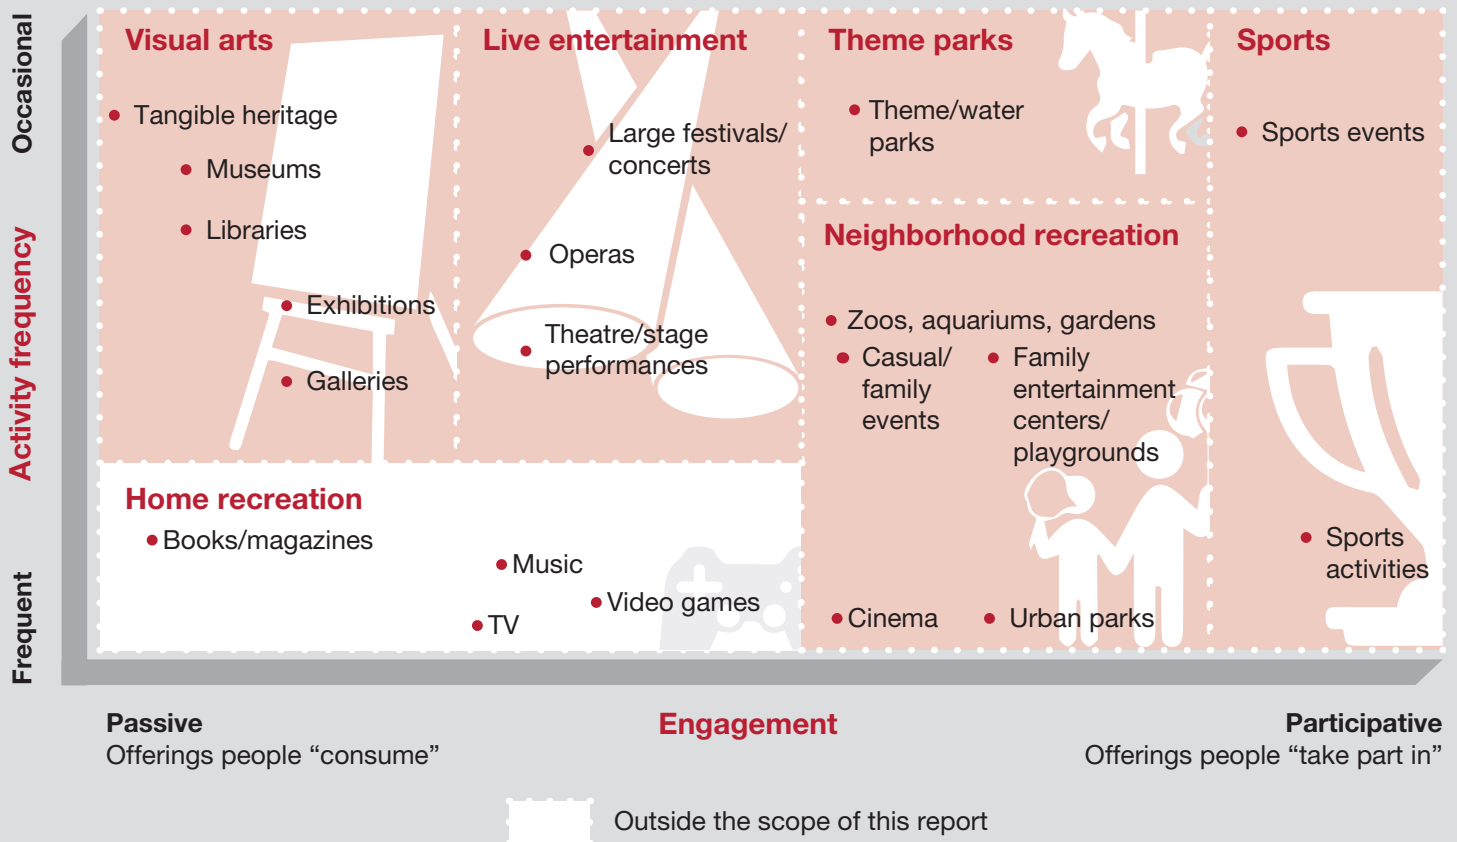 Occasional
Activity frequency
Frequent
Visual arts
Tangible heritage
Museums
Libraries
Exhibitions
Galleries
Live entertainment
Large festivals/
concerts
Operas
Theatre/stage
performances
Theme parks
Theme/water
parks
Neighborhood recreation
Zoos, aquariums, gardens
Casual/
family
events
Family
entertainment
centers/
playgrounds
Cinema
Urban parks
Sports
Sports events
Sports
activities
Home recreation
Books/magazines
Music
Video games
TV
Passive
Offerings people “consume”
Engagement
Participative
Offerings people “take part in”
Outside the scope of this report